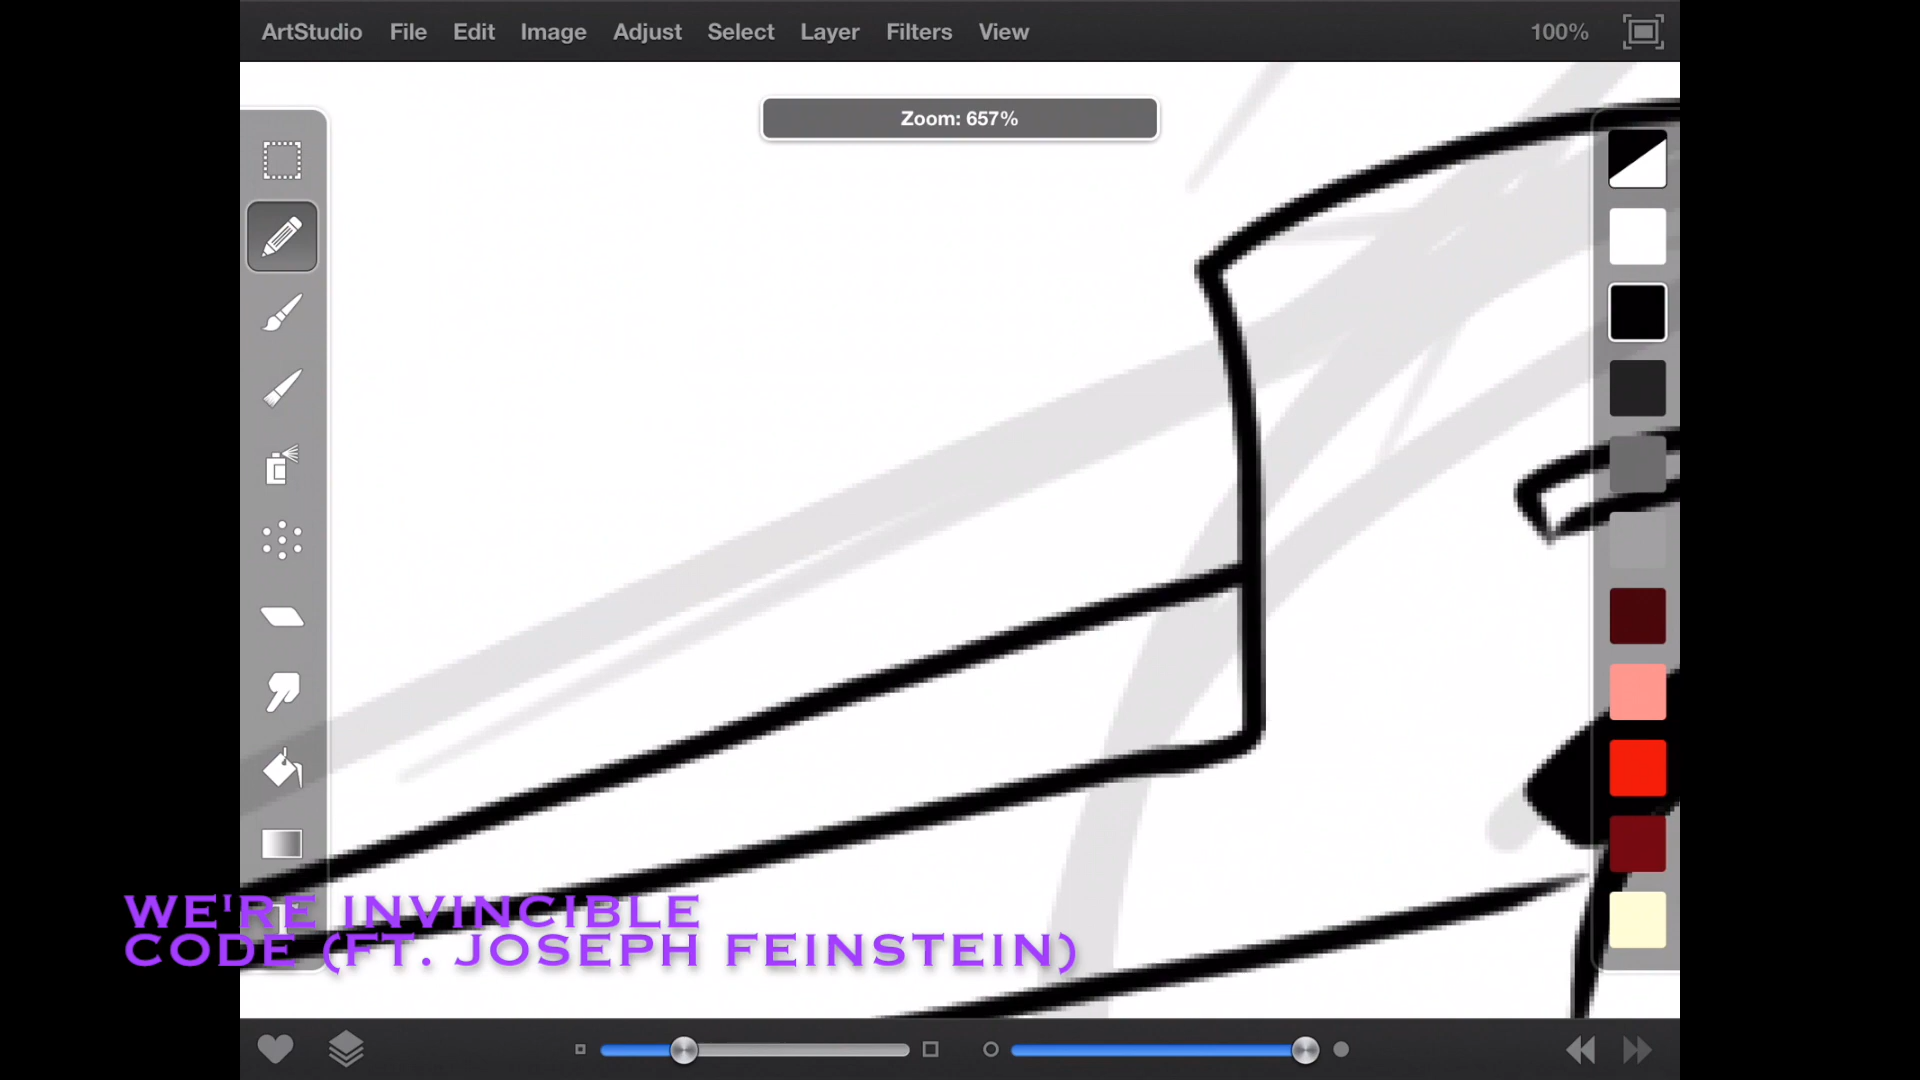 ArtStudio File Edit Image Adjust Select Layer Filters View 100%
Zoom: 657%
WE'RE INVINCIBLE
CODE (FT. JOSEPH FEINSTEIN)